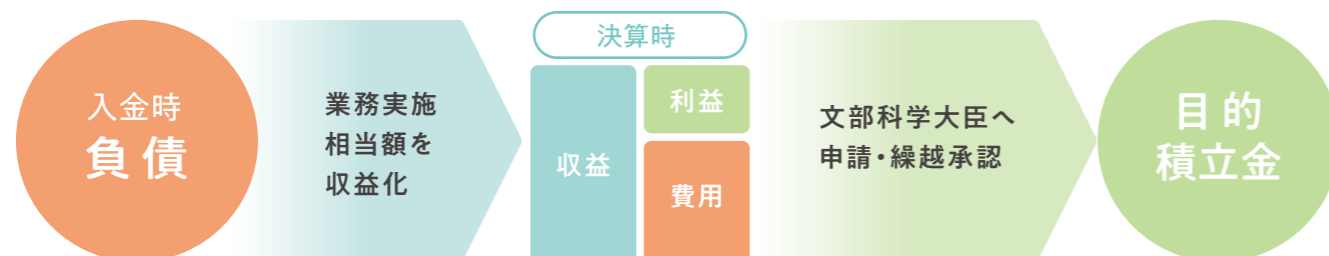 入金時
負債
業務実施
相当額を
収益化
決算時
収益
利益
費用
文部科学大臣へ
申請・繰越承認
目的
積立金